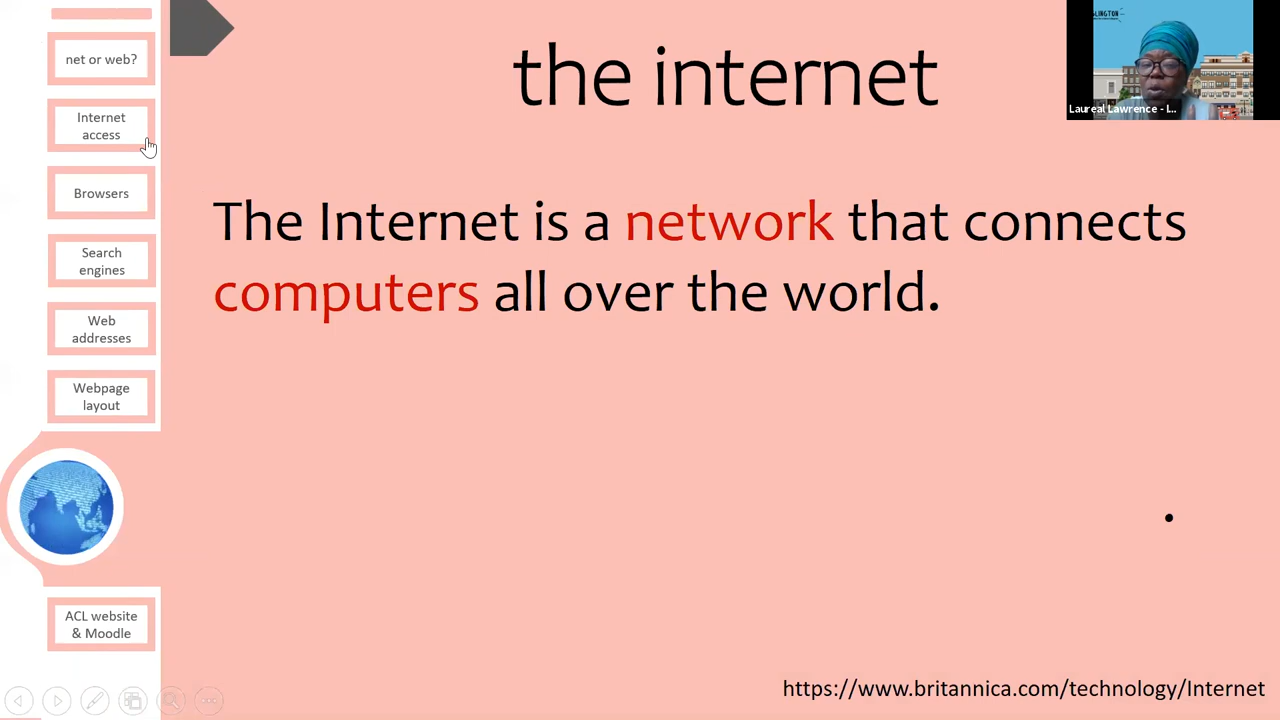 net or web?
Internet
access
Browsers
Search
engines
Web
addresses
Webpage
layout
ACL website
& Moodle
the internet
The Internet is a network that connects
computers all over the world.
https://www.britannica.com/technology/Internet
Laureal Lawrence - I...